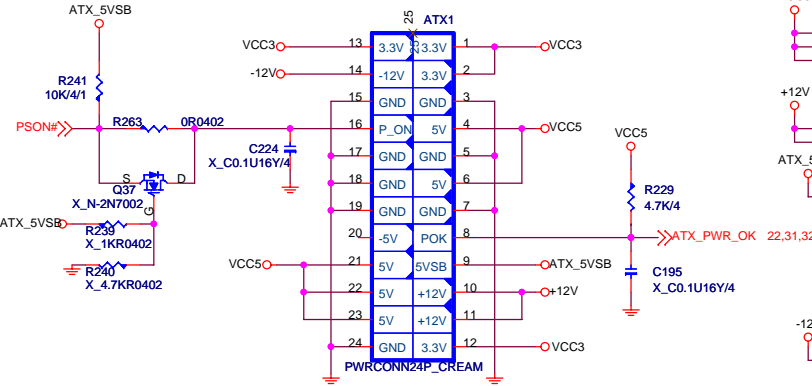 ATX_5VSB
25
ATX1
25
VCC3 13 3.3V 3.3V 1 VCC3
-12V 14 -12V 3.3V 2
R241
10K/4/1
+12V
15 GND GND 3
PSON# R263 0R0402 16 P_ON 5V 4 VCC5
VCC5
C224
X_C0.1U16Y/4
17 GND GND 5
S D
Q37
X_N-2N7002
G
18 GND 5V 6
R229
4.7K/4
19 GND GND 7
ATX_5VSB
R239
X_1KR0402
20 -5V POK 8 ATX_PWR_OK 22,31,32
VCC5 21 5V 5VSB 9 ATX_5VSB
R240
X_4.7KR0402
C195
X_C0.1U16Y/4
22 5V +12V 10 +12V
23 5V +12V 11
24 GND 3.3V 12 VCC3
PWRCONN24P_CREAM